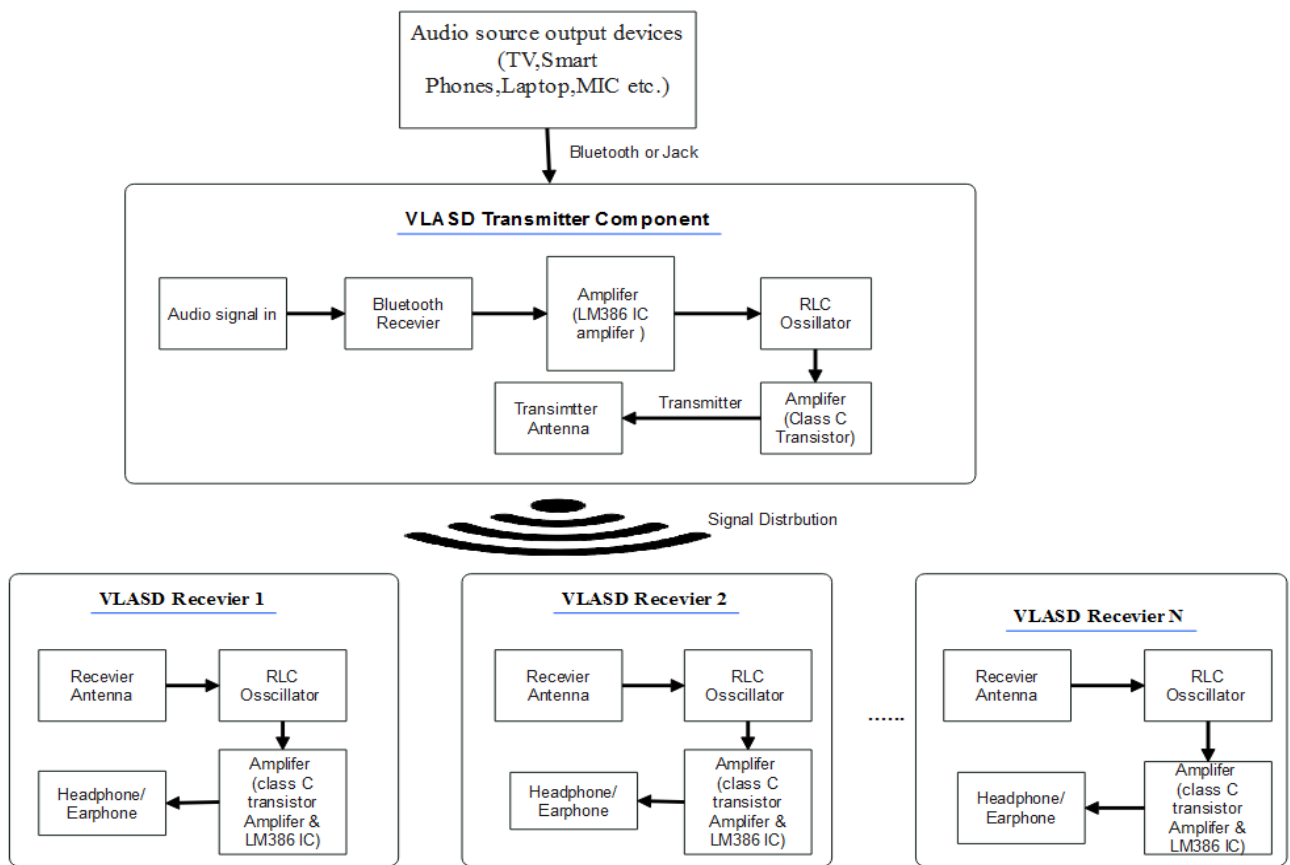 Audio source output devices
(TV,Smart
Phones,Laptop,MIC etc.)
Bluetooth or Jack
VLASD Transmitter Component
Audio signal in
Bluetooth
Recevier
Amplifer
(LM386 IC
amplifer )
RLC
Ossillator
Amplifer
(Class C
Transistor)
Transmitter
Transimtter
Antenna
Signal Distrbution
VLASD Recevier 1
Recevier
Antenna
RLC
Osscillator
Amplifer
(class C
transistor
Amplifer &
LM386 IC)
Headphone/
Earphone
VLASD Recevier 2
Recevier
Antenna
RLC
Osscillator
Amplifer
(class C
transistor
Amplifer &
LM386 IC)
Headphone/
Earphone
......
VLASD Recevier N
Recevier
Antenna
RLC
Osscillator
Amplifer
(class C
transistor
Amplifer &
LM386 IC)
Headphone/
Earphone